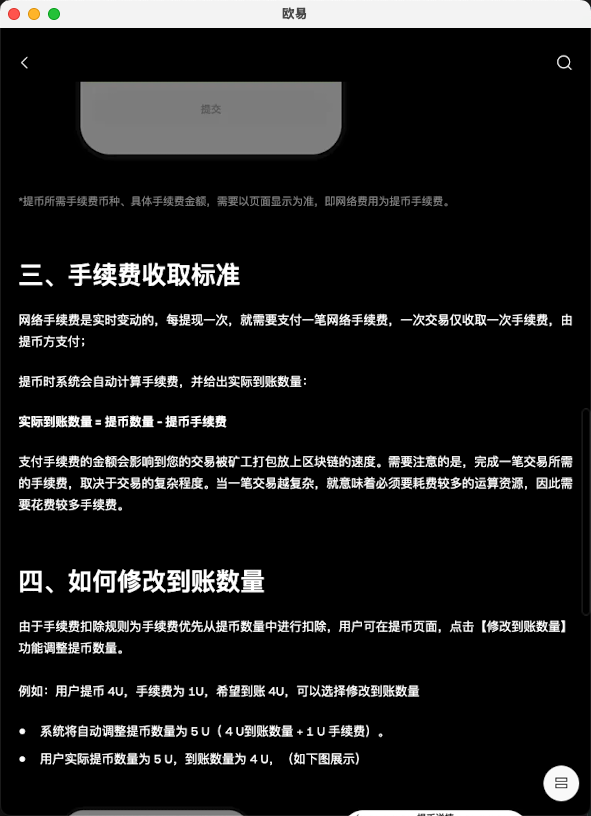 欧易
提交
*提币所需手续费币种、具体手续费金额，需要以页面显示为准，即网络费用为提币手续费。
三、手续费收取标准
网络手续费是实时变动的，每提现一次，就需要支付一笔网络手续费，一次交易仅收取一次手续费，由
提币方支付；
提币时系统会自动计算手续费，并给出实际到账数量：
实际到账数量 = 提币数量 - 提币手续费
支付手续费的金额会影响到您的交易被矿工打包放上区块链的速度。需要注意的是，完成一笔交易所需
的手续费，取决于交易的复杂程度。当一笔交易越复杂，就意味着必须要耗费较多的运算资源，因此需
要花费较多手续费。
四、如何修改到账数量
由于手续费扣除规则为手续费优先从提币数量中进行扣除，用户可在提币页面，点击【修改到账数量】
功能调整提币数量。
例如：用户提币 4U，手续费为 1U，希望到账 4U，可以选择修改到账数量
● 系统将自动调整提币数量为 5 U（ 4 U到账数量 + 1 U 手续费）。
● 用户实际提币数量为 5 U，到账数量为 4 U，（如下图展示）